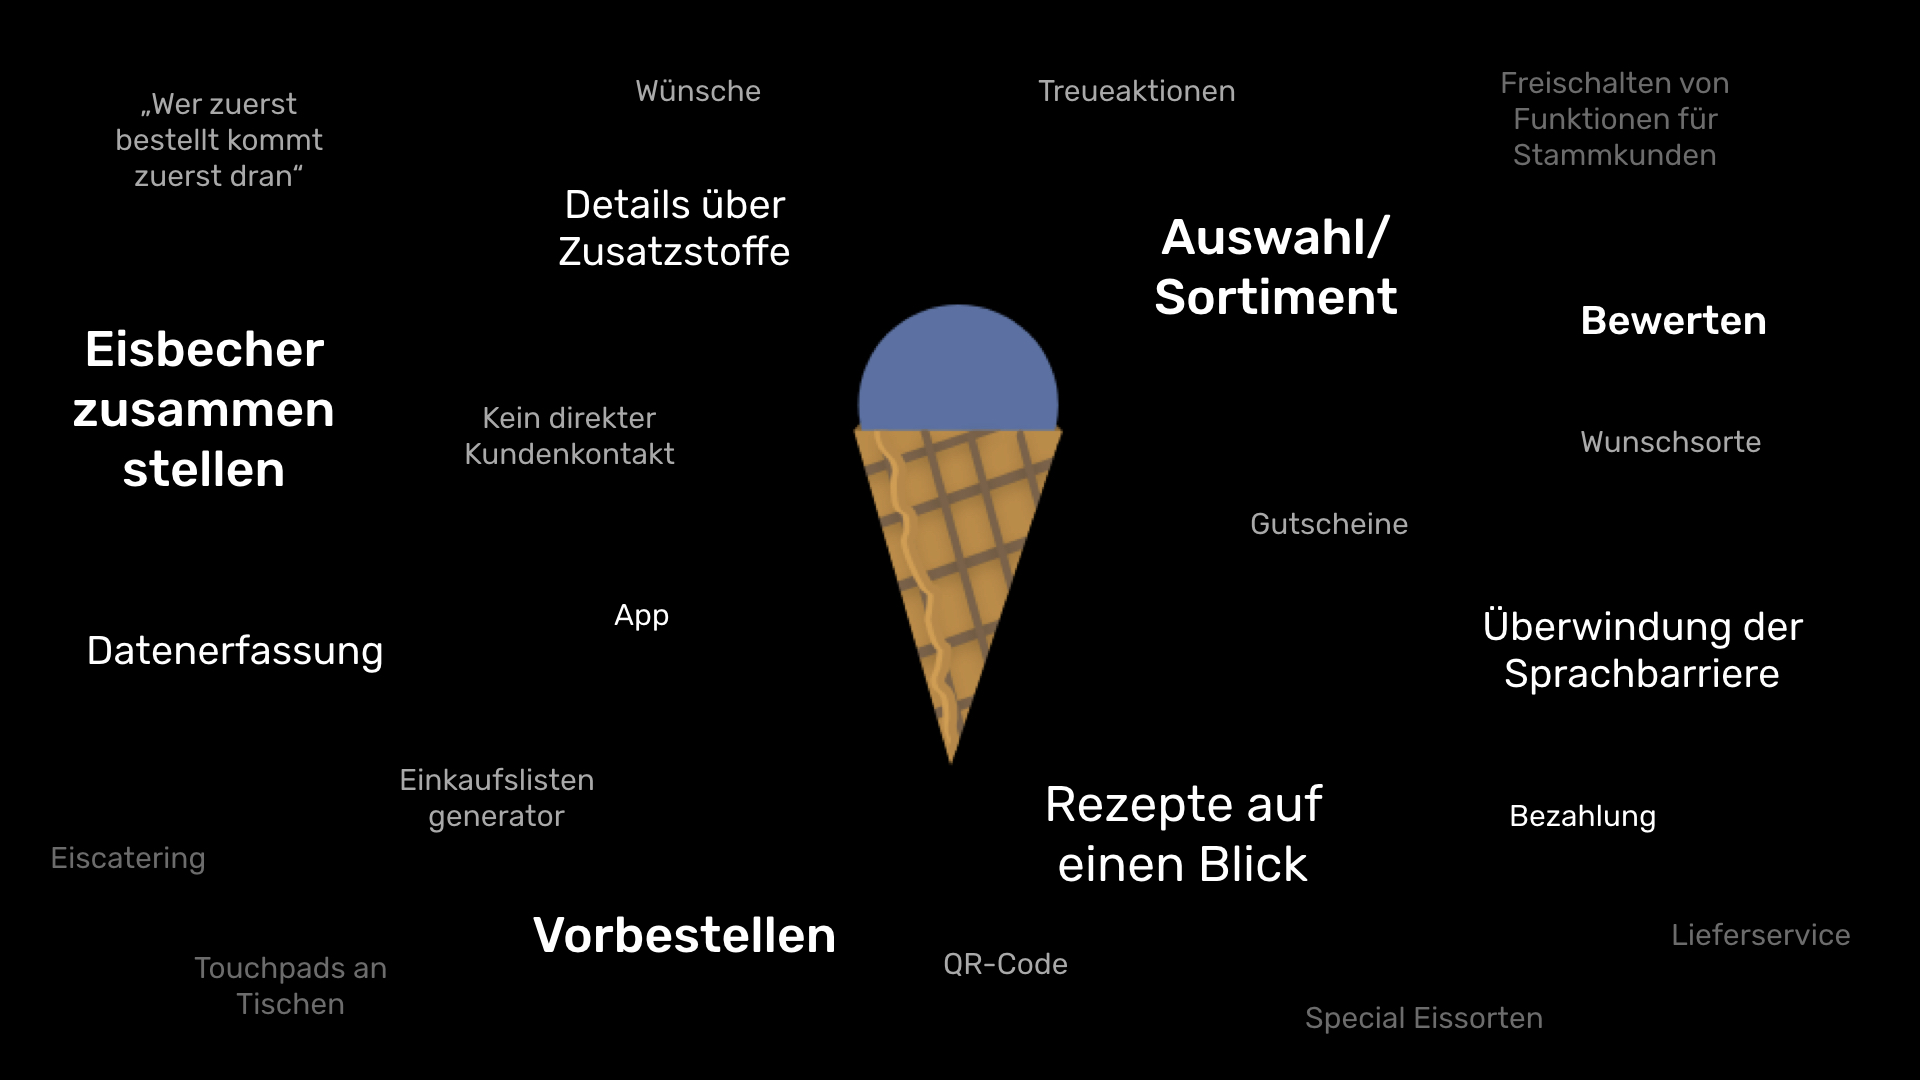 „Wer zuerst
bestellt kommt
zuerst dran“
Wünsche
Treueaktionen
Freischalten von
Funktionen für
Stammkunden
Details über
Zusatzstoffe
Auswahl/
Sortiment
Bewerten
Eisbecher
zusammen
stellen
Kein direkter
Kundenkontakt
Wunschsorte
Gutscheine
App
Datenerfassung
Überwindung der
Sprachbarriere
Einkaufslisten
generator
Rezepte auf
einen Blick
Bezahlung
Eiscatering
Vorbestellen
QR-Code
Lieferservice
Touchpads an
Tischen
Special Eissorten